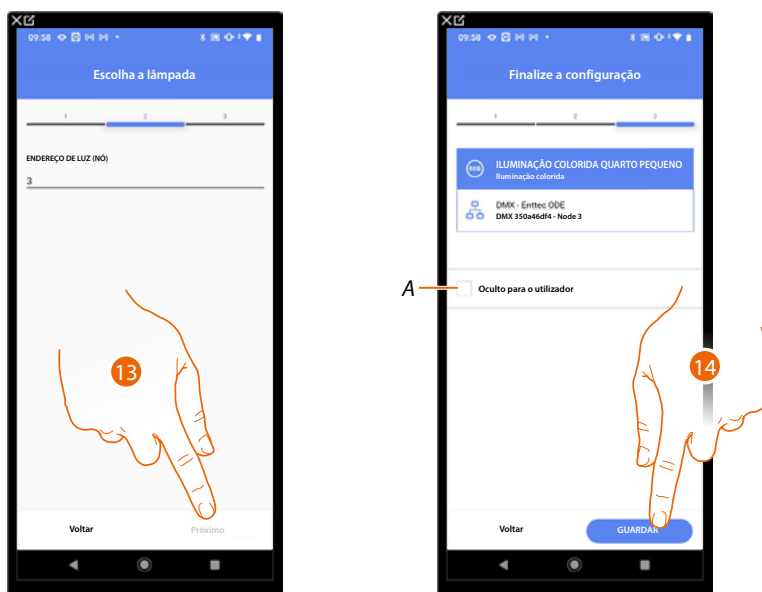 09:58
Escolha a lâmpada
1 2 3
ENDEREÇO DE LUZ (NÓ)
3
13
Voltar
Próximo
09:58
Finalize a configuração
1 2 3
RGB
ILUMINAÇÃO COLORIDA QUARTO PEQUENO
Iluminação colorida
DMX - Enttec ODE
DMX 350a46df4 - Node 3
A
Oculto para o utilizador
14
Voltar
GUARDAR